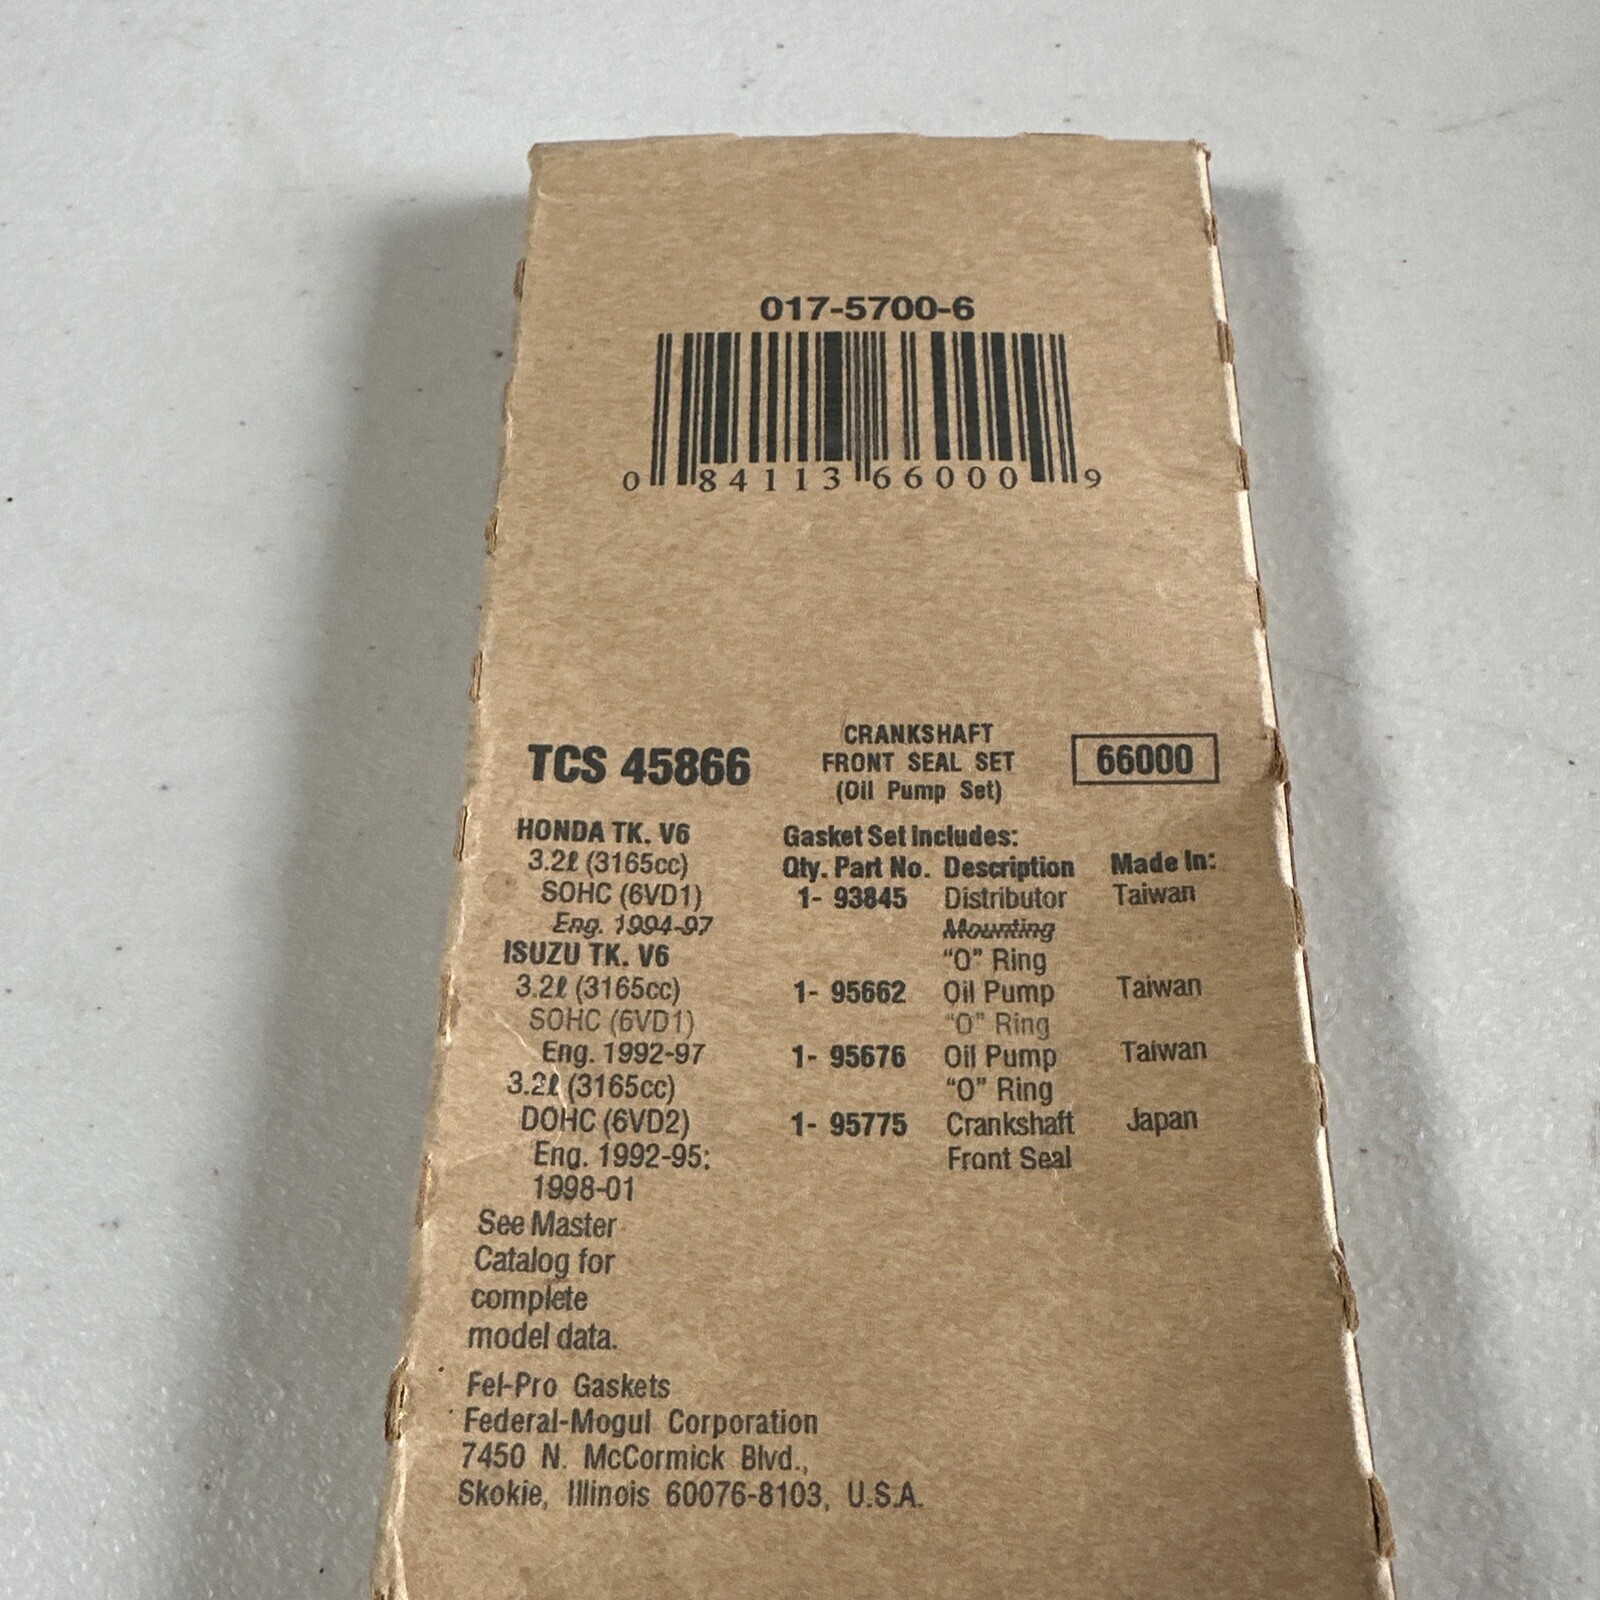 017-5700-6
0 84113 66000 9
TCS 45866
CRANKSHAFT
FRONT SEAL SET
(Oil Pump Set)
66000
HONDA TK. V6
3.2ℓ (3165cc)
SOHC (6VD1)
Eng. 1994-97
ISUZU TK. V6
3.2ℓ (3165cc)
SOHC (6VD1)
Eng. 1992-97
3.2ℓ (3165cc)
DOHC (6VD2)
Eng. 1992-95;
1998-01
See Master
Catalog for
complete
model data.
Gasket Set Includes:
Qty. Part No. Description Made In:
1- 93845 Distributor Taiwan
Mounting
"O" Ring
1- 95662 Oil Pump Taiwan
"O" Ring
1- 95676 Oil Pump Taiwan
"O" Ring
1- 95775 Crankshaft Japan
Front Seal
Fel-Pro Gaskets
Federal-Mogul Corporation
7450 N. McCormick Blvd.,
Skokie, Illinois 60076-8103, U.S.A.